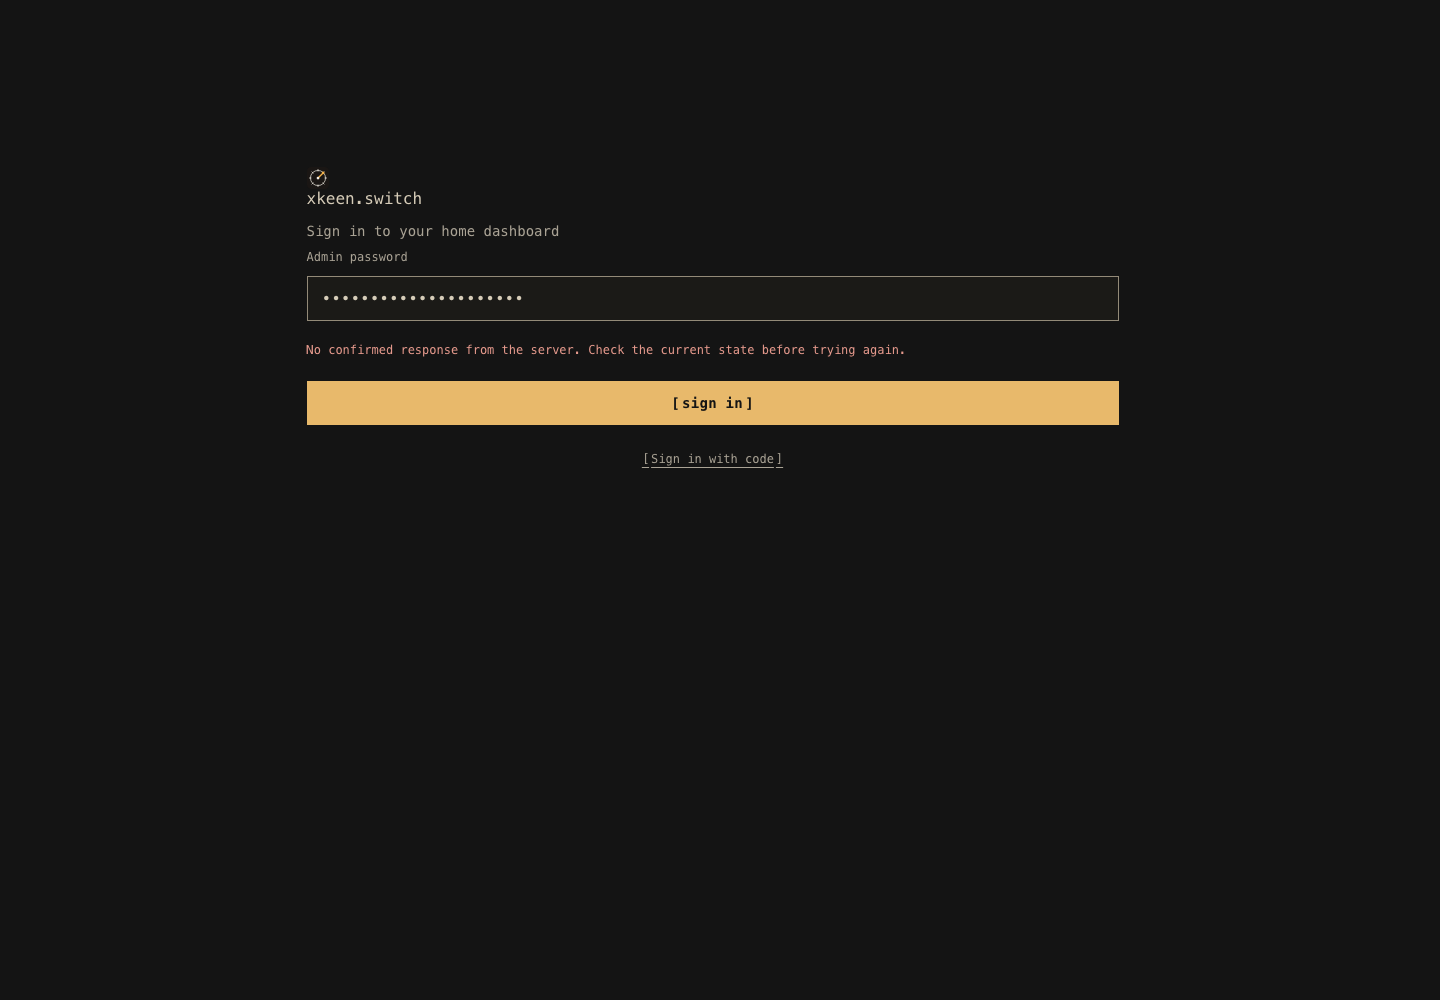 xkeen.switch
Sign in to your home dashboard
Admin password
•••••••••••••••••••••
No confirmed response from the server. Check the current state before trying again.
[sign in]
[Sign in with code]